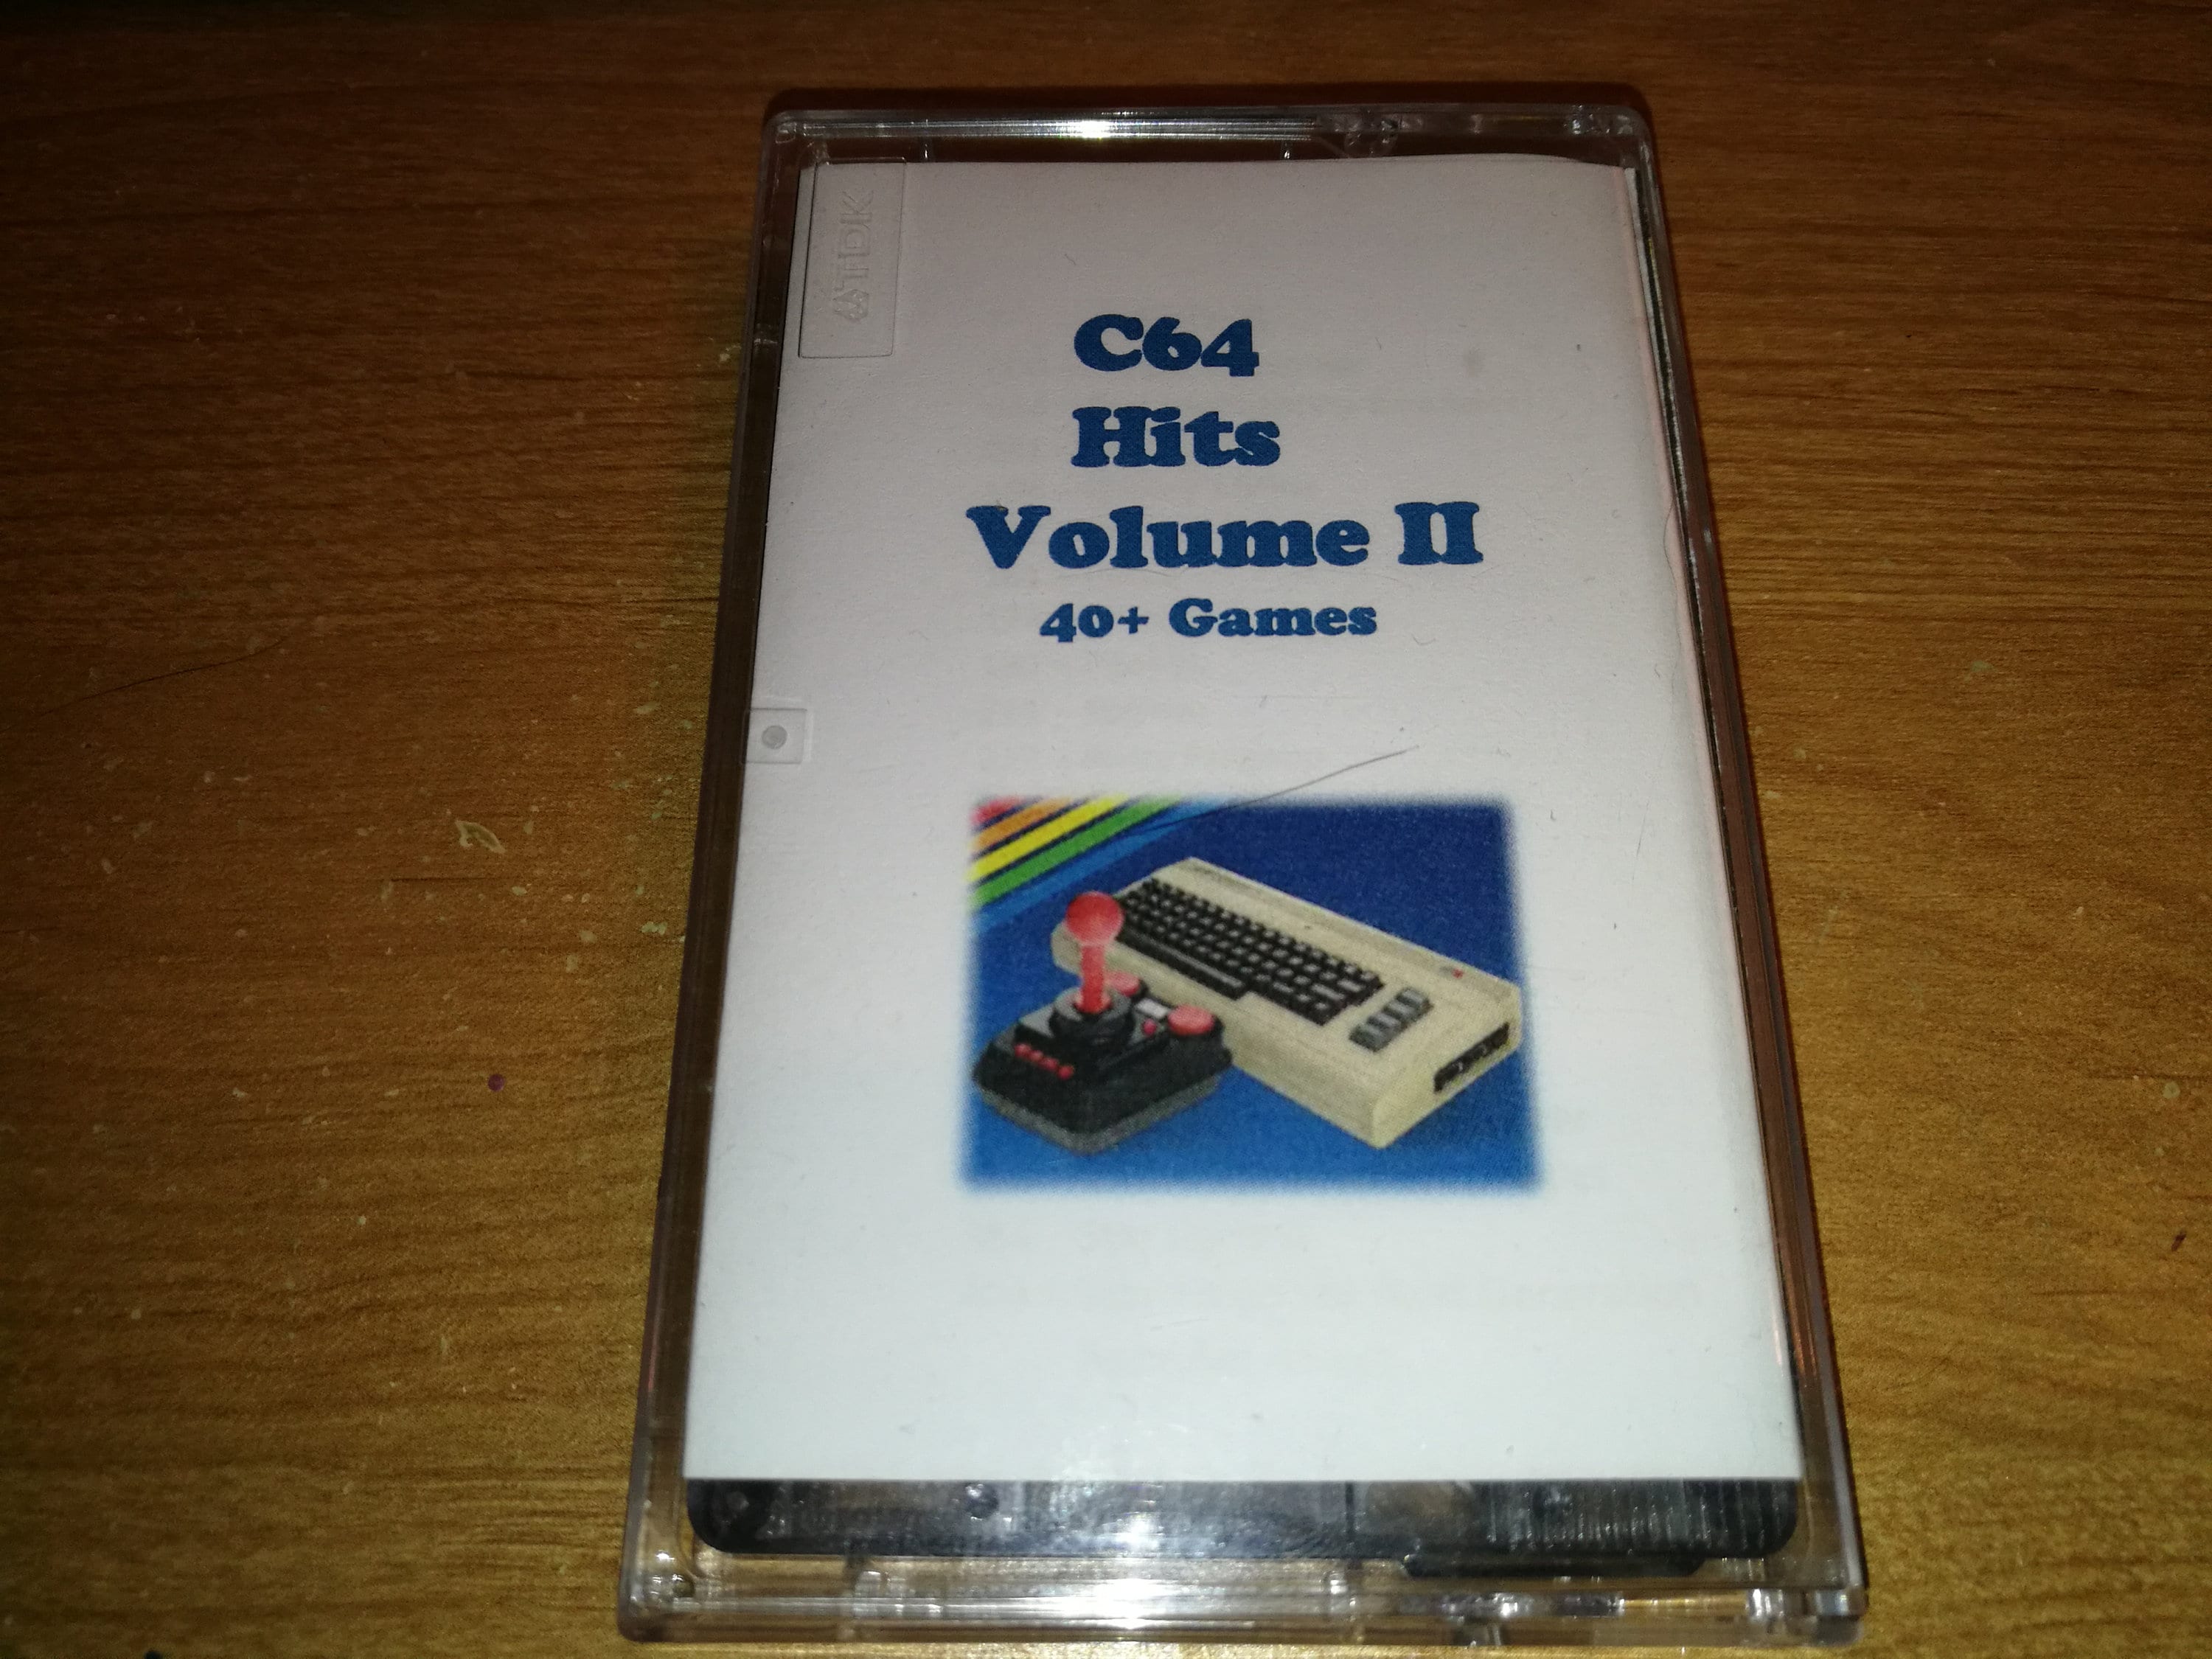 TDK
C64
Hits
Volume II
40+ Games